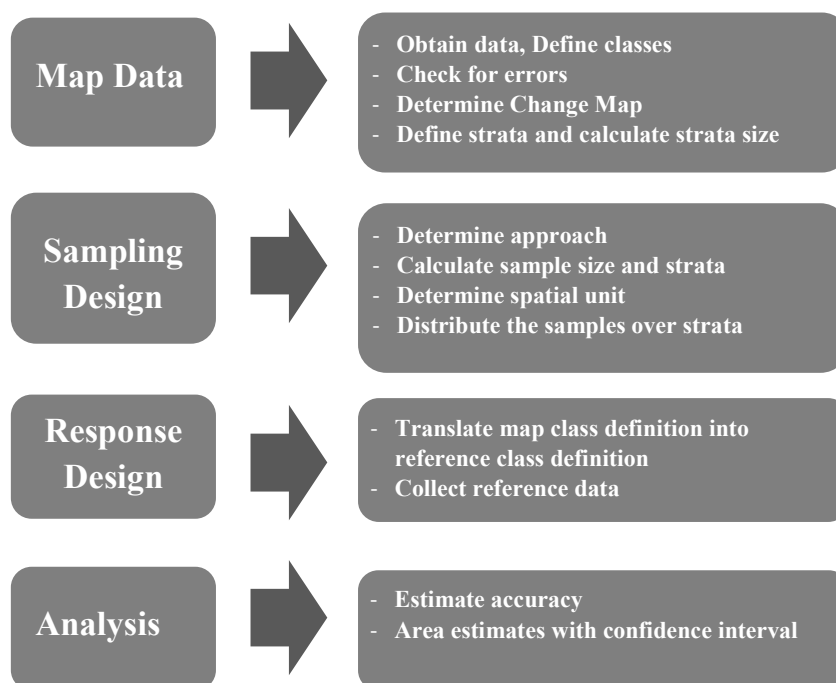 Map Data
- Obtain data, Define classes
- Check for errors
- Determine Change Map
- Define strata and calculate strata size
Sampling
Design
- Determine approach
- Calculate sample size and strata
- Determine spatial unit
- Distribute the samples over strata
Response
Design
- Translate map class definition into
reference class definition
- Collect reference data
Analysis
- Estimate accuracy
- Area estimates with confidence interval